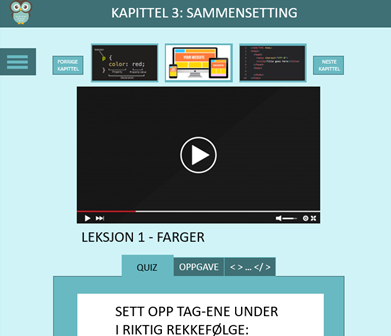 KAPITTEL 3: SAMMENSETTING
FORRIGE
KAPITTEL
{
color: red;
}
NESTE
KAPITTEL
LEKSJON 1 - FARGER
QUIZ
OPPGAVE
< > ... </ >
SETT OPP TAG-ENE UNDER
I RIKTIG REKKEFØLGE: